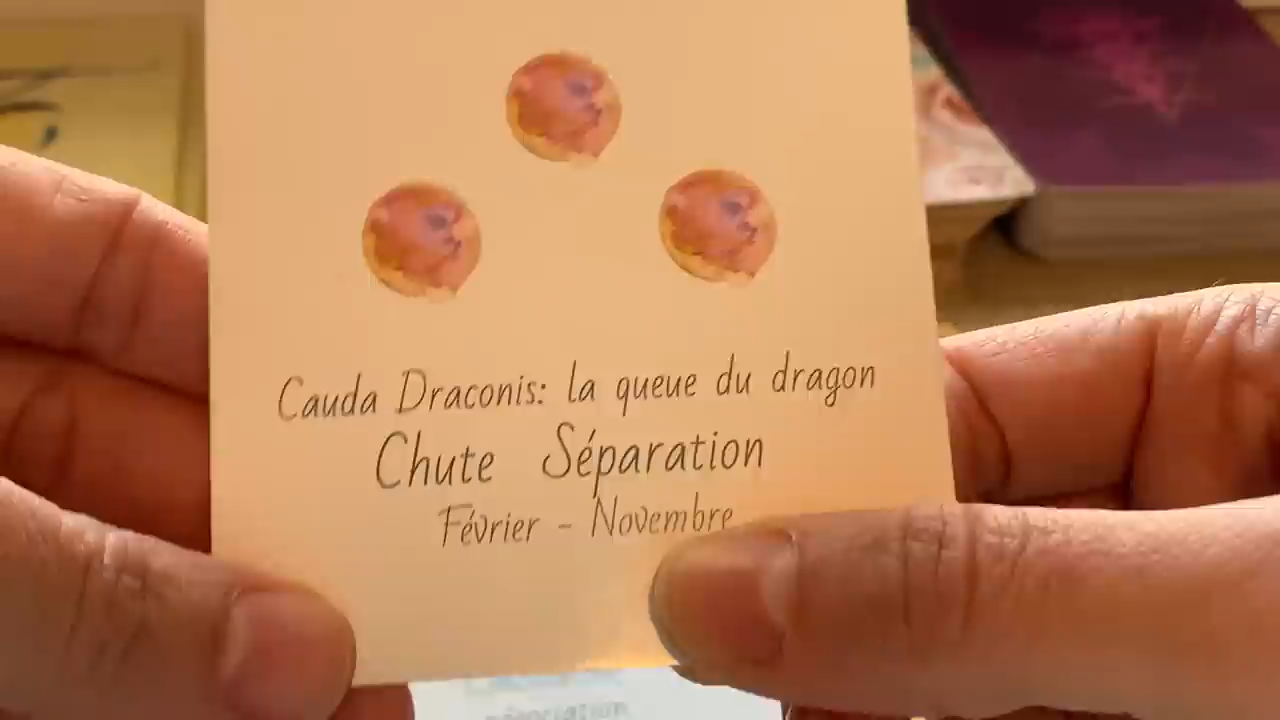 Cauda Draconis: la queue du dragon
Chute Séparation
Février - Novembre